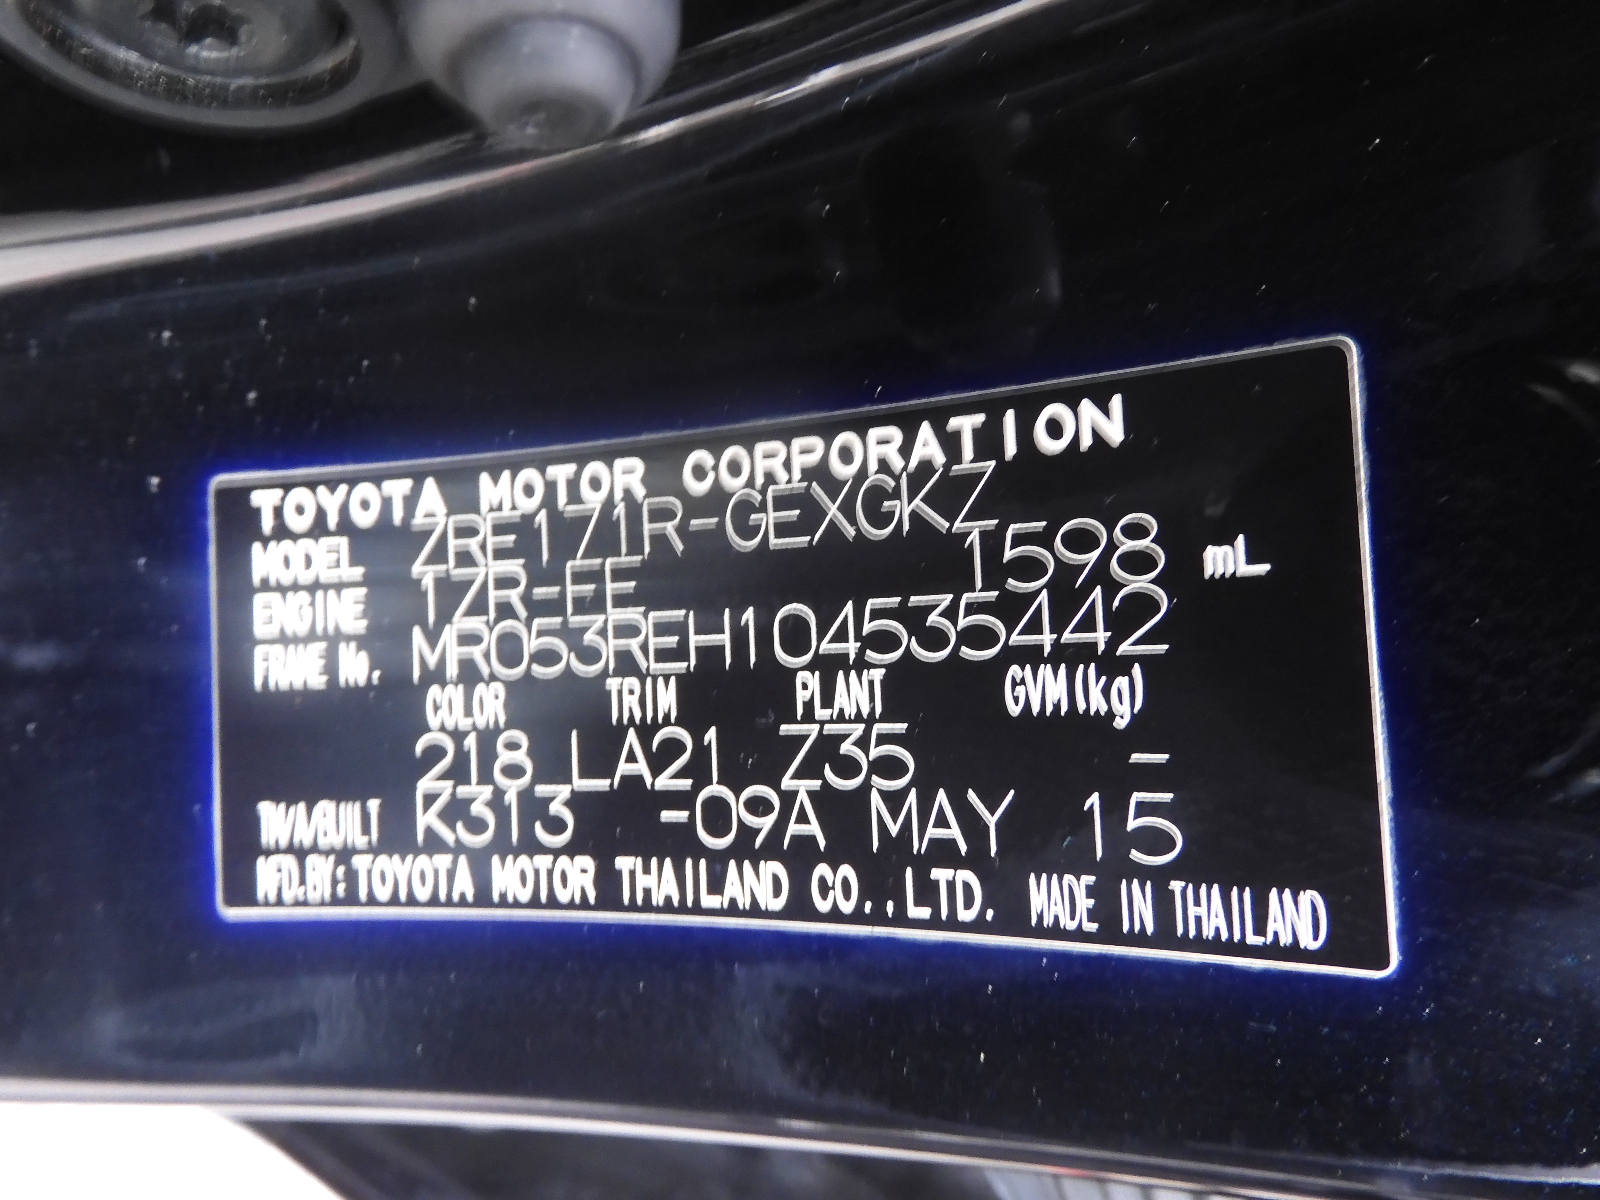 TOYOTA MOTOR CORPORATION
MODEL ZRE171R-GEXGKZ
ENGINE 1ZR-FE 1598 mL
FRAME No. MR053REH104535442
COLOR TRIM PLANT GVM(kg)
218 LA21 Z35 -
T/A/BUILT K313 -09A MAY 15
MFD.BY:TOYOTA MOTOR THAILAND CO.,LTD. MADE IN THAILAND